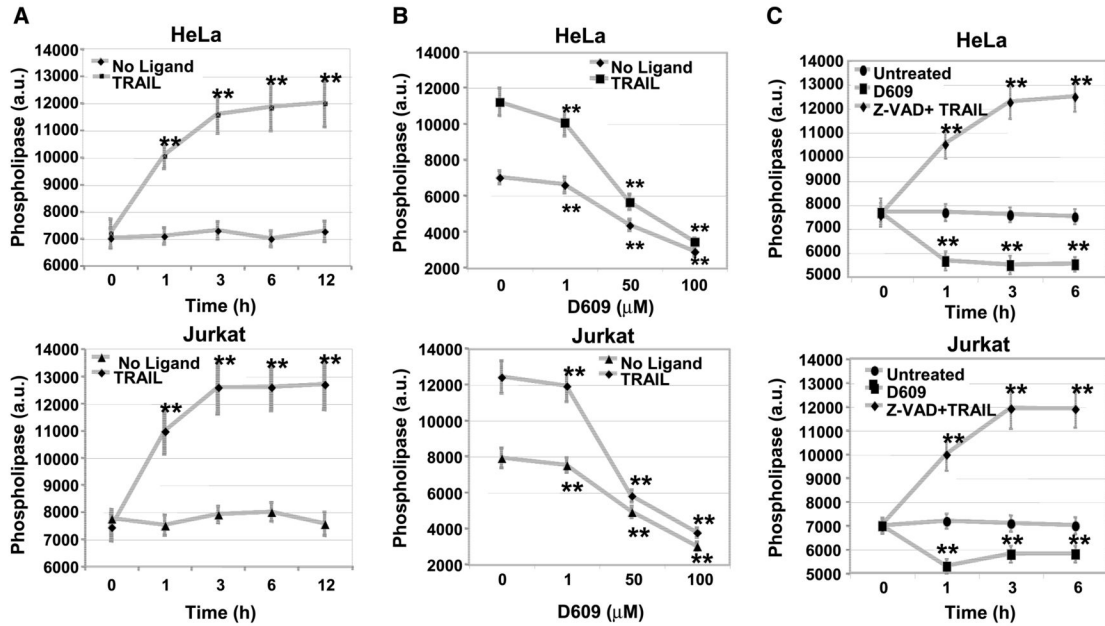 A
HeLa
Phospholipase (a.u.)
14000
13000
12000
11000
10000
9000
8000
7000
6000
No Ligand
TRAIL
** ** ** **
0 1 3 6 12
Time (h)
Jurkat
Phospholipase (a.u.)
14000
13000
12000
11000
10000
9000
8000
7000
6000
No Ligand
TRAIL
** ** ** **
0 1 3 6 12
Time (h)
B
HeLa
Phospholipase (a.u.)
14000
12000
10000
8000
6000
4000
2000
No Ligand
TRAIL
** ** **
** ** **
0 1 50 100
D609 (µM)
Jurkat
Phospholipase (a.u.)
14000
12000
10000
8000
6000
4000
2000
No Ligand
TRAIL
** ** **
** ** **
0 1 50 100
D609 (µM)
C
HeLa
Phospholipase (a.u.)
14000
13000
12000
11000
10000
9000
8000
7000
6000
5000
Untreated
D609
Z-VAD+ TRAIL
** ** **
** ** **
0 1 3 6
Time (h)
Jurkat
Phospholipase (a.u.)
14000
13000
12000
11000
10000
9000
8000
7000
6000
5000
Untreated
D609
Z-VAD+TRAIL
** ** **
** ** **
0 1 3 6
Time (h)